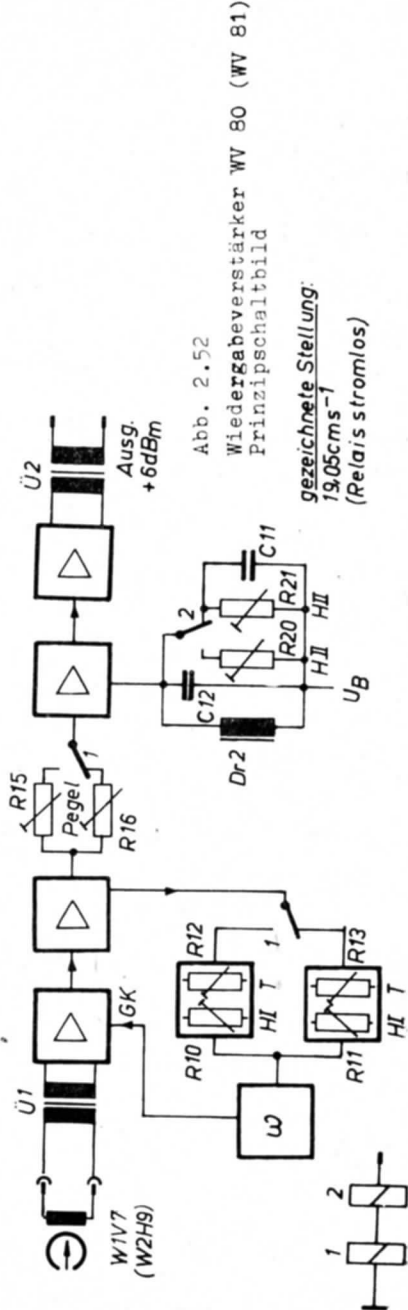 Ü1
GK
W1V7
(W2H9)
R15
Pegel
R16
1
Ü2
Ausg.
+6dBm
ω
R10
R12
HI
T
1
R11
R13
HI
T
C12
Dr2
2
R20
HII
R21
HII
C11
UB
1
2
Abb. 2.52
Wiedergabeverstärker WV 80 (WV 81)
Prinzipschaltbild
gezeichnete Stellung:
19,05cms-1
(Relais stromlos)